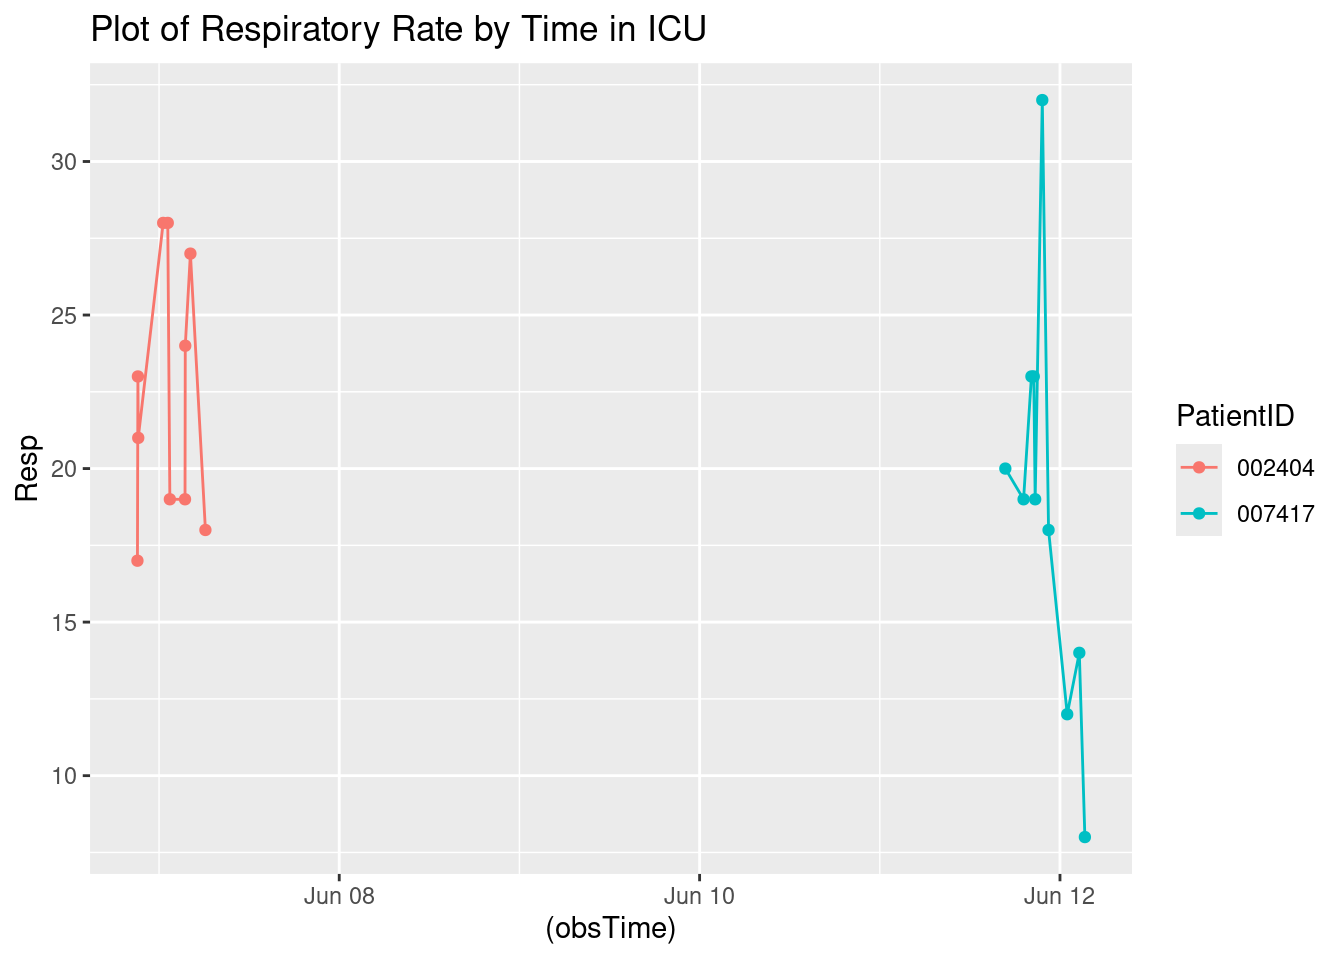 Plot of Respiratory Rate by Time in ICU
30
25
20
15
10
Resp
Jun 08
Jun 10
Jun 12
(obsTime)
PatientID
002404
007417